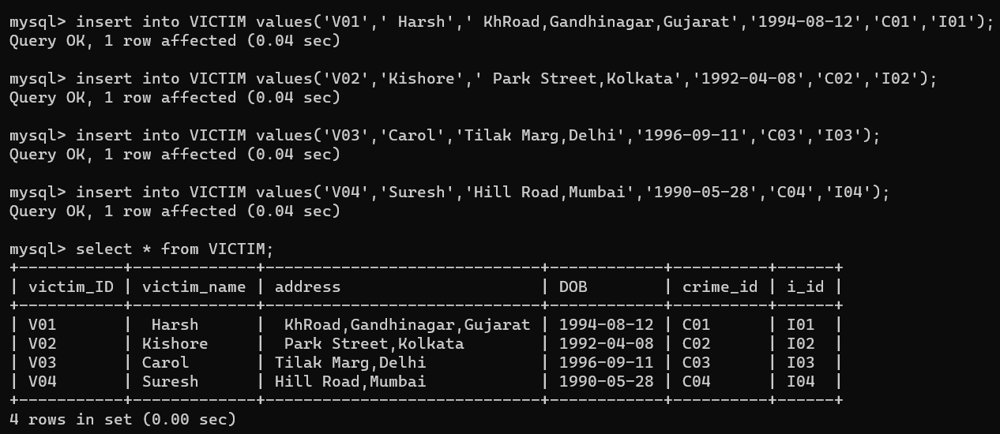 mysql> insert into VICTIM values('V01',' Harsh',' KhRoad,Gandhinagar,Gujarat','1994-08-12','C01','I01');
Query OK, 1 row affected (0.04 sec)

mysql> insert into VICTIM values('V02','Kishore',' Park Street,Kolkata','1992-04-08','C02','I02');
Query OK, 1 row affected (0.04 sec)

mysql> insert into VICTIM values('V03','Carol','Tilak Marg,Delhi','1996-09-11','C03','I03');
Query OK, 1 row affected (0.04 sec)

mysql> insert into VICTIM values('V04','Suresh','Hill Road,Mumbai','1990-05-28','C04','I04');
Query OK, 1 row affected (0.04 sec)

mysql> select * from VICTIM;
+-----------+-------------+-----------------------------+------------+----------+------+
| victim_ID | victim_name | address                     | DOB        | crime_id | i_id |
+-----------+-------------+-----------------------------+------------+----------+------+
| V01       |  Harsh      |  KhRoad,Gandhinagar,Gujarat | 1994-08-12 | C01      | I01  |
| V02       | Kishore     |  Park Street,Kolkata        | 1992-04-08 | C02      | I02  |
| V03       | Carol       | Tilak Marg,Delhi            | 1996-09-11 | C03      | I03  |
| V04       | Suresh      | Hill Road,Mumbai            | 1990-05-28 | C04      | I04  |
+-----------+-------------+-----------------------------+------------+----------+------+
4 rows in set (0.00 sec)